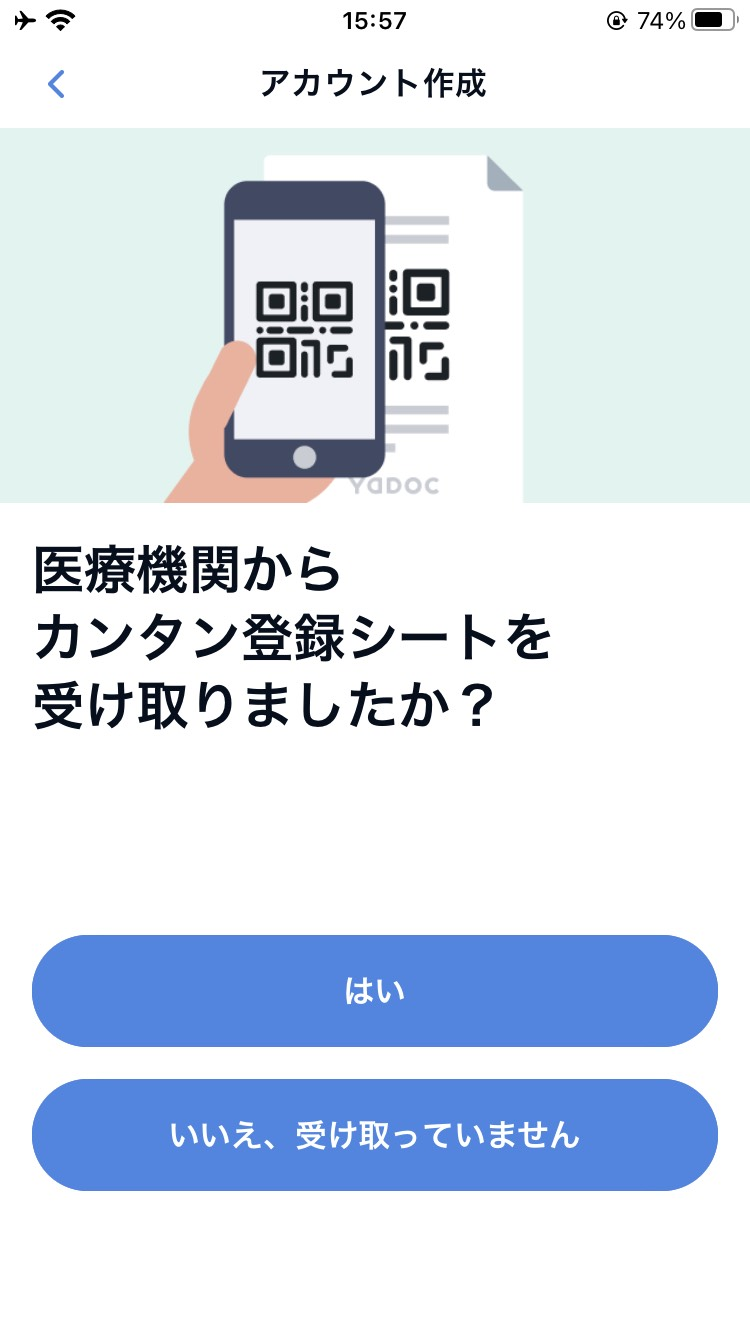 15:57
74%
アカウント作成
YaDOC
医療機関から
カンタン登録シートを
受け取りましたか？
はい
いいえ、受け取っていません